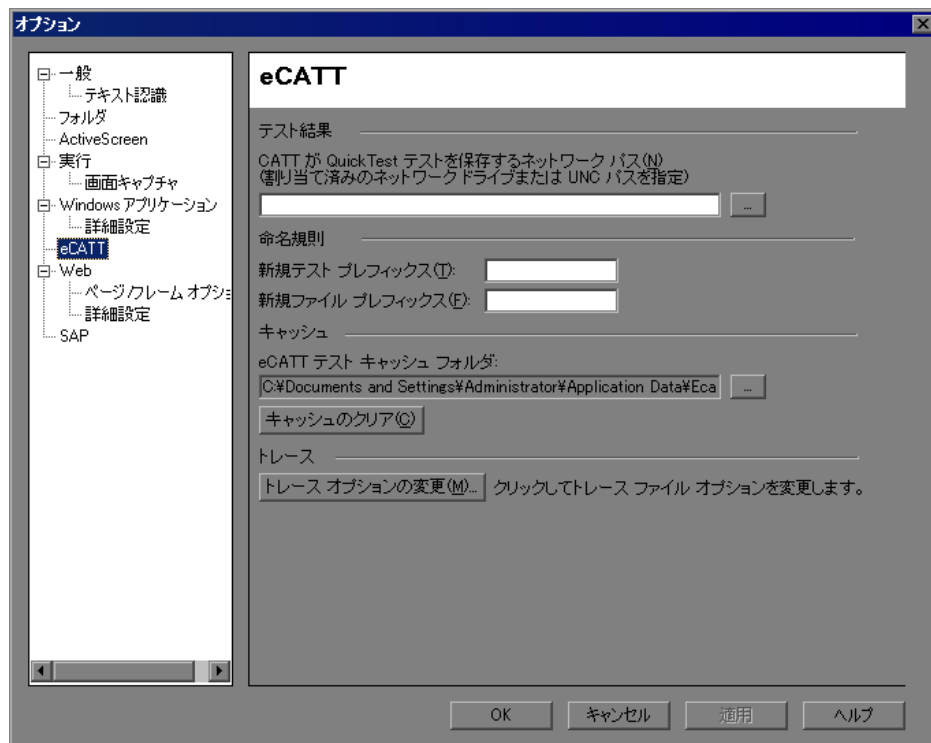 オプション
一般
テキスト認識
フォルダ
ActiveScreen
実行
画面キャプチャ
Windows アプリケーション
詳細設定
eCATT
Web
ページ/フレーム オプショ
詳細設定
SAP
eCATT
テスト結果
CATT が QuickTest テストを保存するネットワーク パス(N)
(割り当て済みのネットワーク ドライブまたは UNC パスを指定)
...
命名規則
新規テスト プレフィックス(T):
新規ファイル プレフィックス(F):
キャッシュ
eCATT テスト キャッシュ フォルダ:
C:¥Documents and Settings¥Administrator¥Application Data¥Eca
...
キャッシュのクリア(C)
トレース
トレース オプションの変更(M)... クリックしてトレース ファイル オプションを変更します。
OK キャンセル 適用 ヘルプ